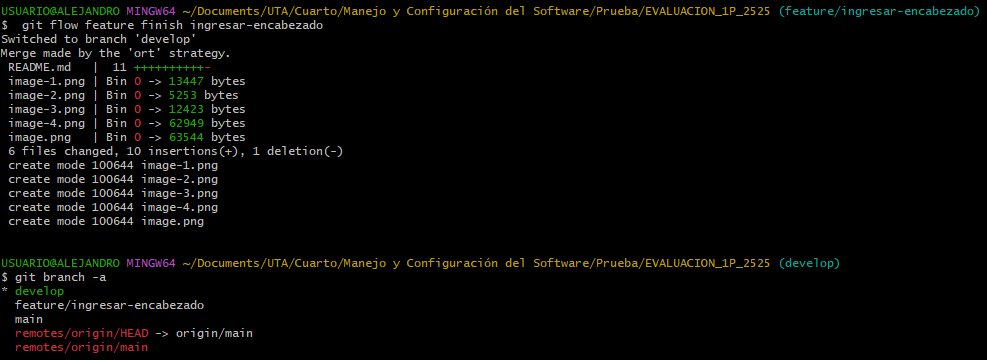 USUARIO@ALEJANDRO MINGW64 ~/Documents/UTA/Cuarto/Manejo y Configuración del Software/Prueba/EVALUACION_1P_2525 (feature/ingresar-encabezado)
$  git flow feature finish ingresar-encabezado
Switched to branch 'develop'
Merge made by the 'ort' strategy.
 README.md   |  11 ++++++++++-
 image-1.png | Bin 0 -> 13447 bytes
 image-2.png | Bin 0 -> 5253 bytes
 image-3.png | Bin 0 -> 12423 bytes
 image-4.png | Bin 0 -> 62949 bytes
 image.png   | Bin 0 -> 63544 bytes
 6 files changed, 10 insertions(+), 1 deletion(-)
 create mode 100644 image-1.png
 create mode 100644 image-2.png
 create mode 100644 image-3.png
 create mode 100644 image-4.png
 create mode 100644 image.png
USUARIO@ALEJANDRO MINGW64 ~/Documents/UTA/Cuarto/Manejo y Configuración del Software/Prueba/EVALUACION_1P_2525 (develop)
$ git branch -a
* develop
  feature/ingresar-encabezado
  main
  remotes/origin/HEAD -> origin/main
  remotes/origin/main